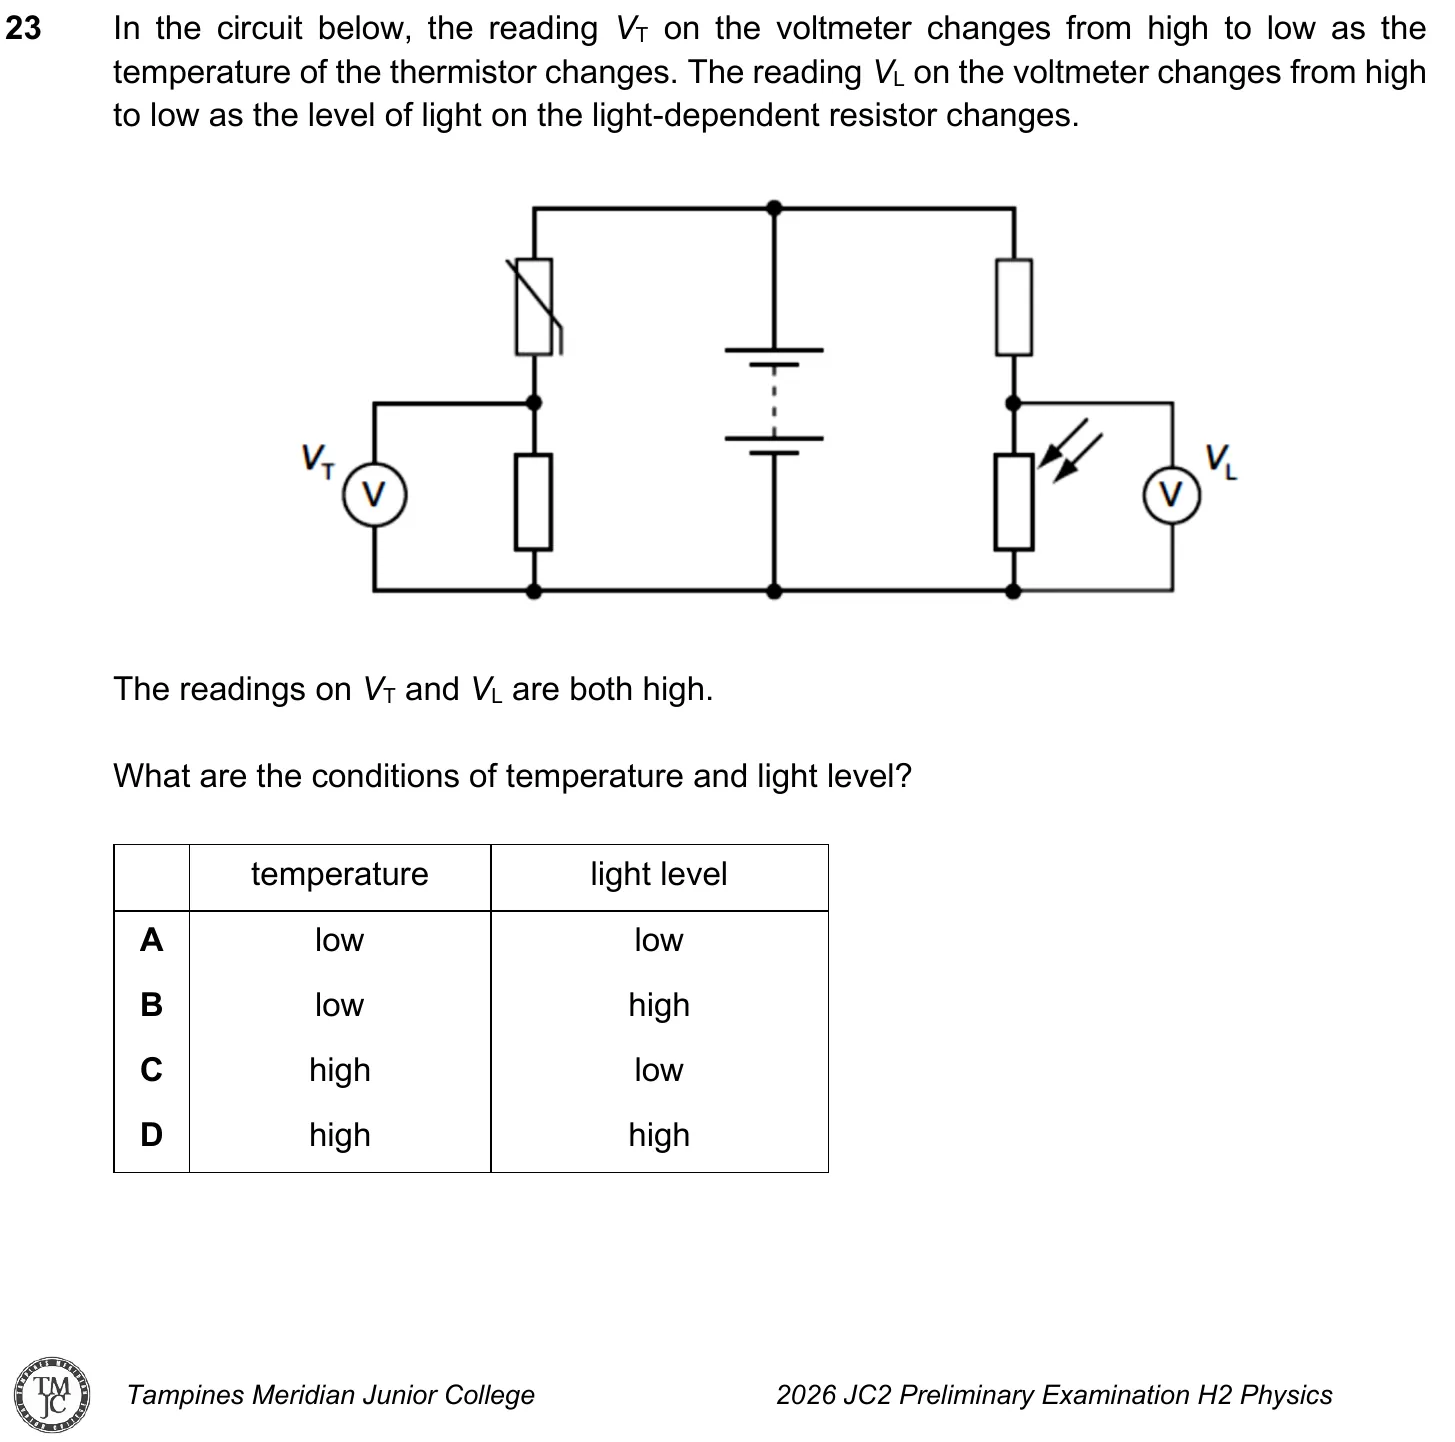 23 In the circuit below, the reading VT on the voltmeter changes from high to low as the
temperature of the thermistor changes. The reading VL on the voltmeter changes from high
to low as the level of light on the light-dependent resistor changes.
VT
V
V
VL
The readings on VT and VL are both high.
What are the conditions of temperature and light level?
temperature light level
A low low
B low high
C high low
D high high
TM
JC
Tampines Meridian Junior College 2026 JC2 Preliminary Examination H2 Physics